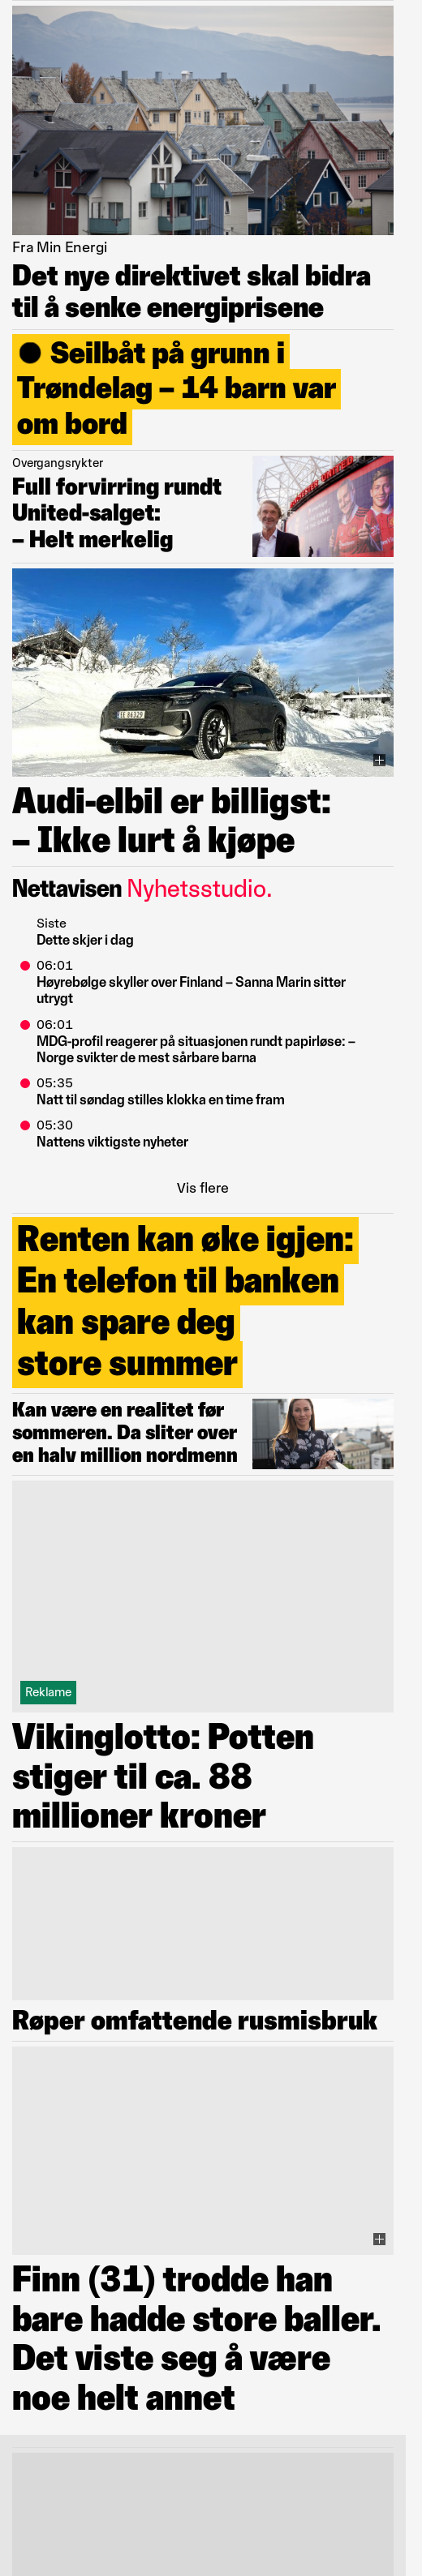 Fra Min Energi
Det nye direktivet skal bidra
til å senke energiprisene
Seilbåt på grunn i
Trøndelag – 14 barn var
om bord
Overgangsrykter
Full forvirring rundt
United-salget:
– Helt merkelig
Audi-elbil er billigst:
– Ikke lurt å kjøpe
Nettavisen Nyhetsstudio.
Siste
Dette skjer i dag
06:01
Høyrebølge skyller over Finland – Sanna Marin sitter
utrygt
06:01
MDG-profil reagerer på situasjonen rundt papirløse: –
Norge svikter de mest sårbare barna
05:35
Natt til søndag stilles klokka en time fram
05:30
Nattens viktigste nyheter
Vis flere
Renten kan øke igjen:
En telefon til banken
kan spare deg
store summer
Kan være en realitet før
sommeren. Da sliter over
en halv million nordmenn
Reklame
Vikinglotto: Potten
stiger til ca. 88
millioner kroner
Røper omfattende rusmisbruk
Finn (31) trodde han
bare hadde store baller.
Det viste seg å være
noe helt annet